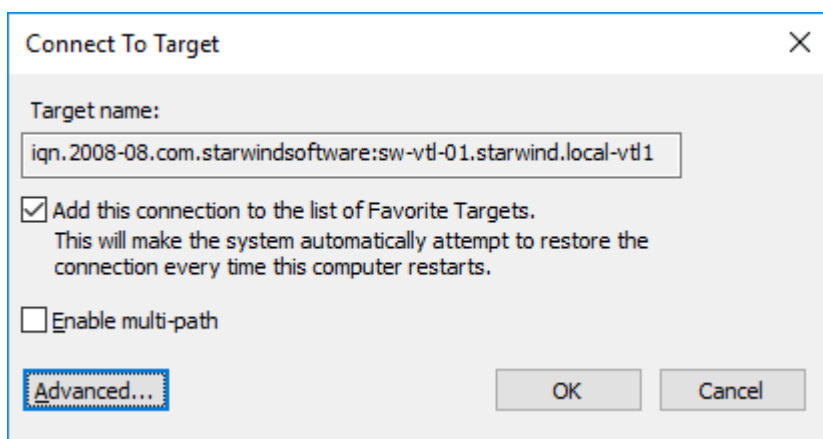 Connect To Target
Target name:
iqn.2008-08.com.starwindsoftware:sw-vtl-01.starwind.local-vtl1
Add this connection to the list of Favorite Targets.
This will make the system automatically attempt to restore the
connection every time this computer restarts.
Enable multi-path
Advanced...
OK
Cancel